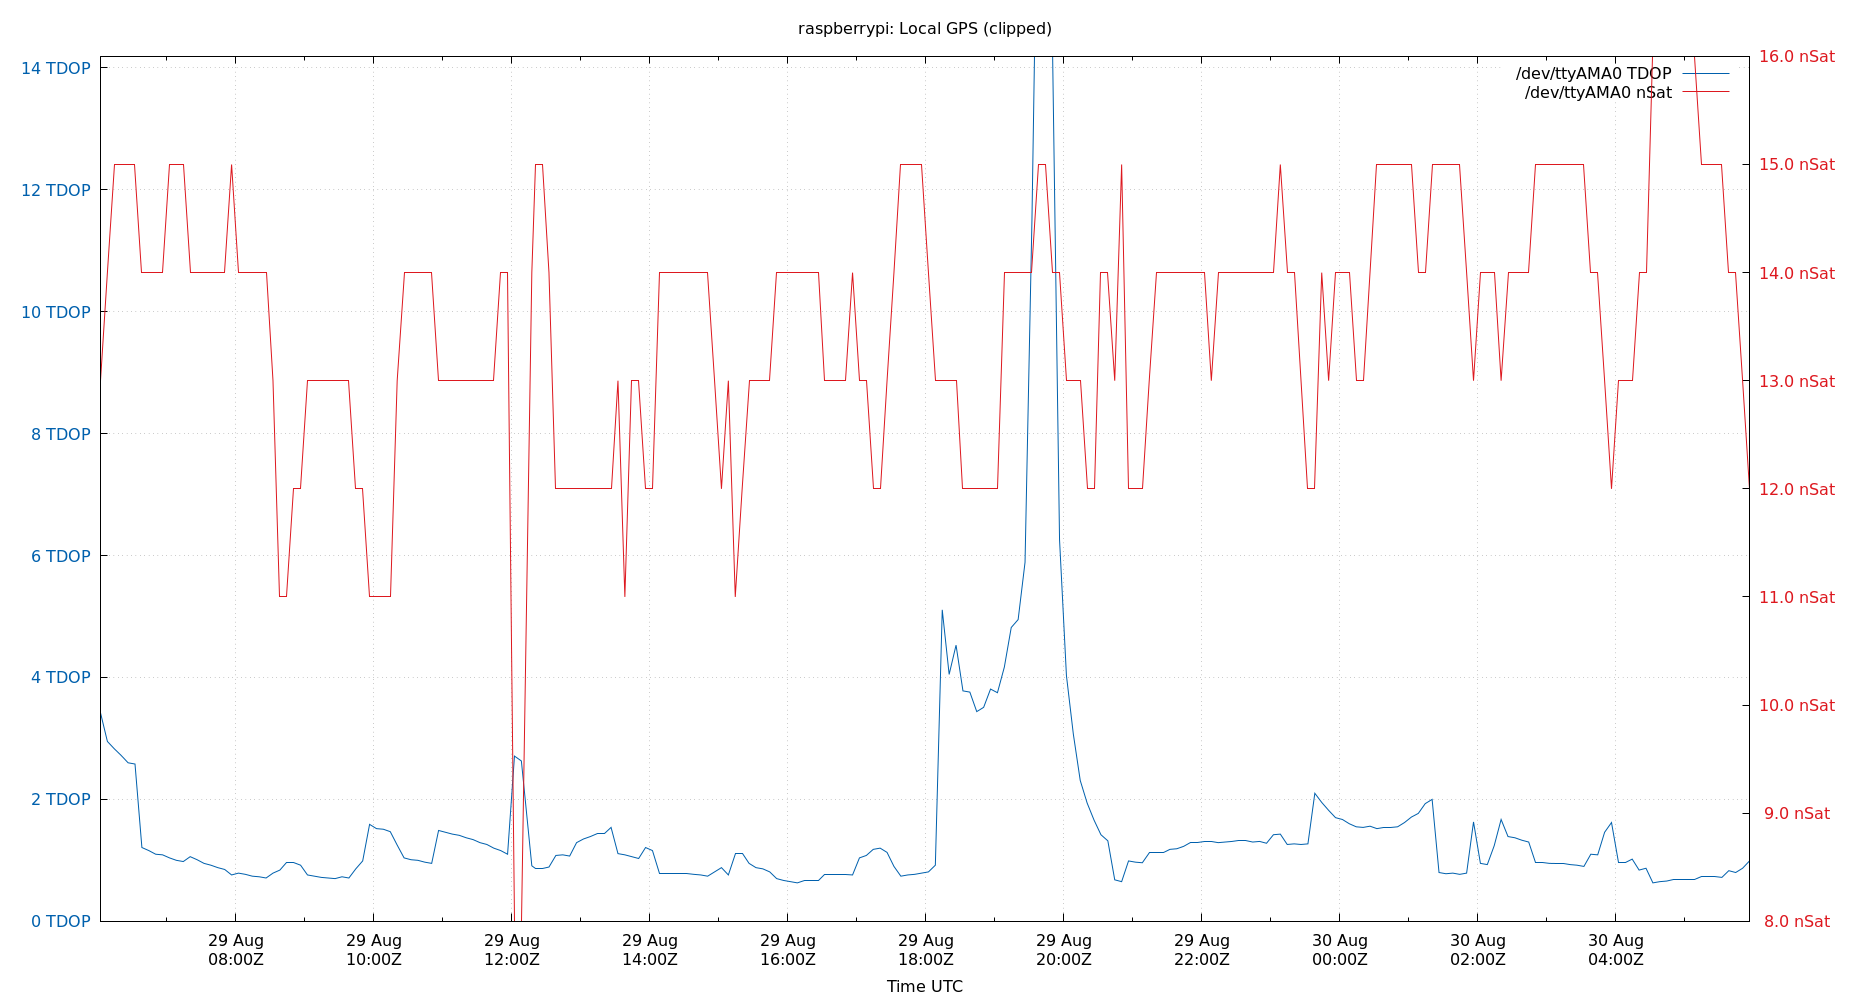 raspberrypi: Local GPS (clipped)
14 TDOP
12 TDOP
10 TDOP
8 TDOP
6 TDOP
4 TDOP
2 TDOP
0 TDOP
/dev/ttyAMA0 TDOP
/dev/ttyAMA0 nSat
16.0 nSat
15.0 nSat
14.0 nSat
13.0 nSat
12.0 nSat
11.0 nSat
10.0 nSat
9.0 nSat
8.0 nSat
29 Aug
08:00Z
29 Aug
10:00Z
29 Aug
12:00Z
29 Aug
14:00Z
29 Aug
16:00Z
29 Aug
18:00Z
29 Aug
20:00Z
29 Aug
22:00Z
30 Aug
00:00Z
30 Aug
02:00Z
30 Aug
04:00Z
Time UTC